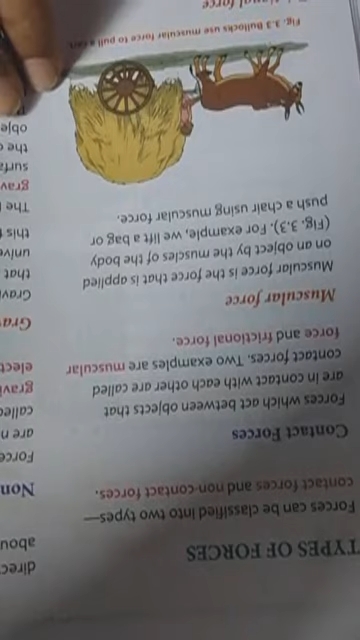 TYPES OF FORCES
Forces can be classified into two types—
contact forces and non-contact forces.
Contact Forces
Forces which act between objects that
are in contact with each other are called
contact forces. Two examples are muscular
force and frictional force.
Muscular force
Muscular force is the force that is applied
on an object by the muscles of the body
(Fig. 3.3). For example, we lift a bag or
push a chair using muscular force.
Fig. 3.3 Bullocks use muscular force to pull a cart.
force
direc
abou
Non
Force
are n
calle
gravi
elect
Gra
Gravi
that
unive
this f
The
grav
surfa
the
obje